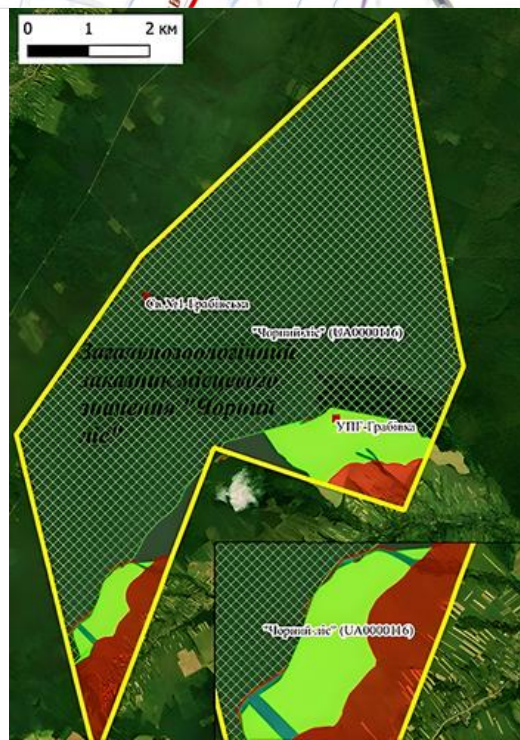 0 1 2 км
Св.№1-Грабівська
"Чорний ліс" (UA0000116)
Загальнозоологічний
заказник місцевого
значення "Чорний
ліс"
УПГ-Грабівка
"Чорний ліс" (UA0000116)